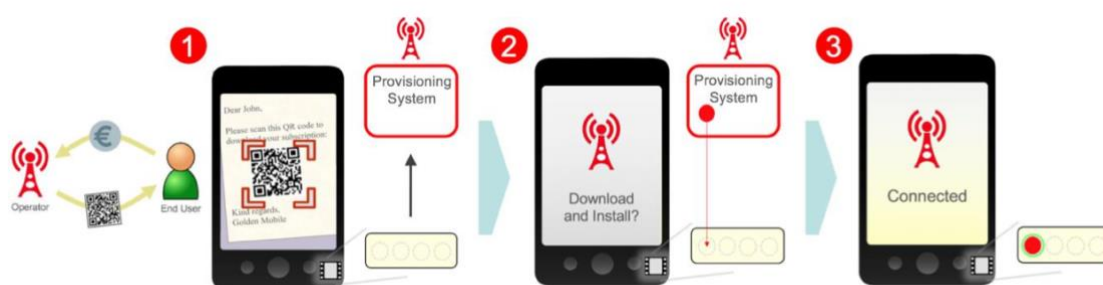 1
Operator
€
End User
Dear John,
Please scan this QR code to
download your subscription:
Kind regards,
Golden Mobile
Provisioning
System
2
Download
and Install?
Provisioning
System
3
Connected